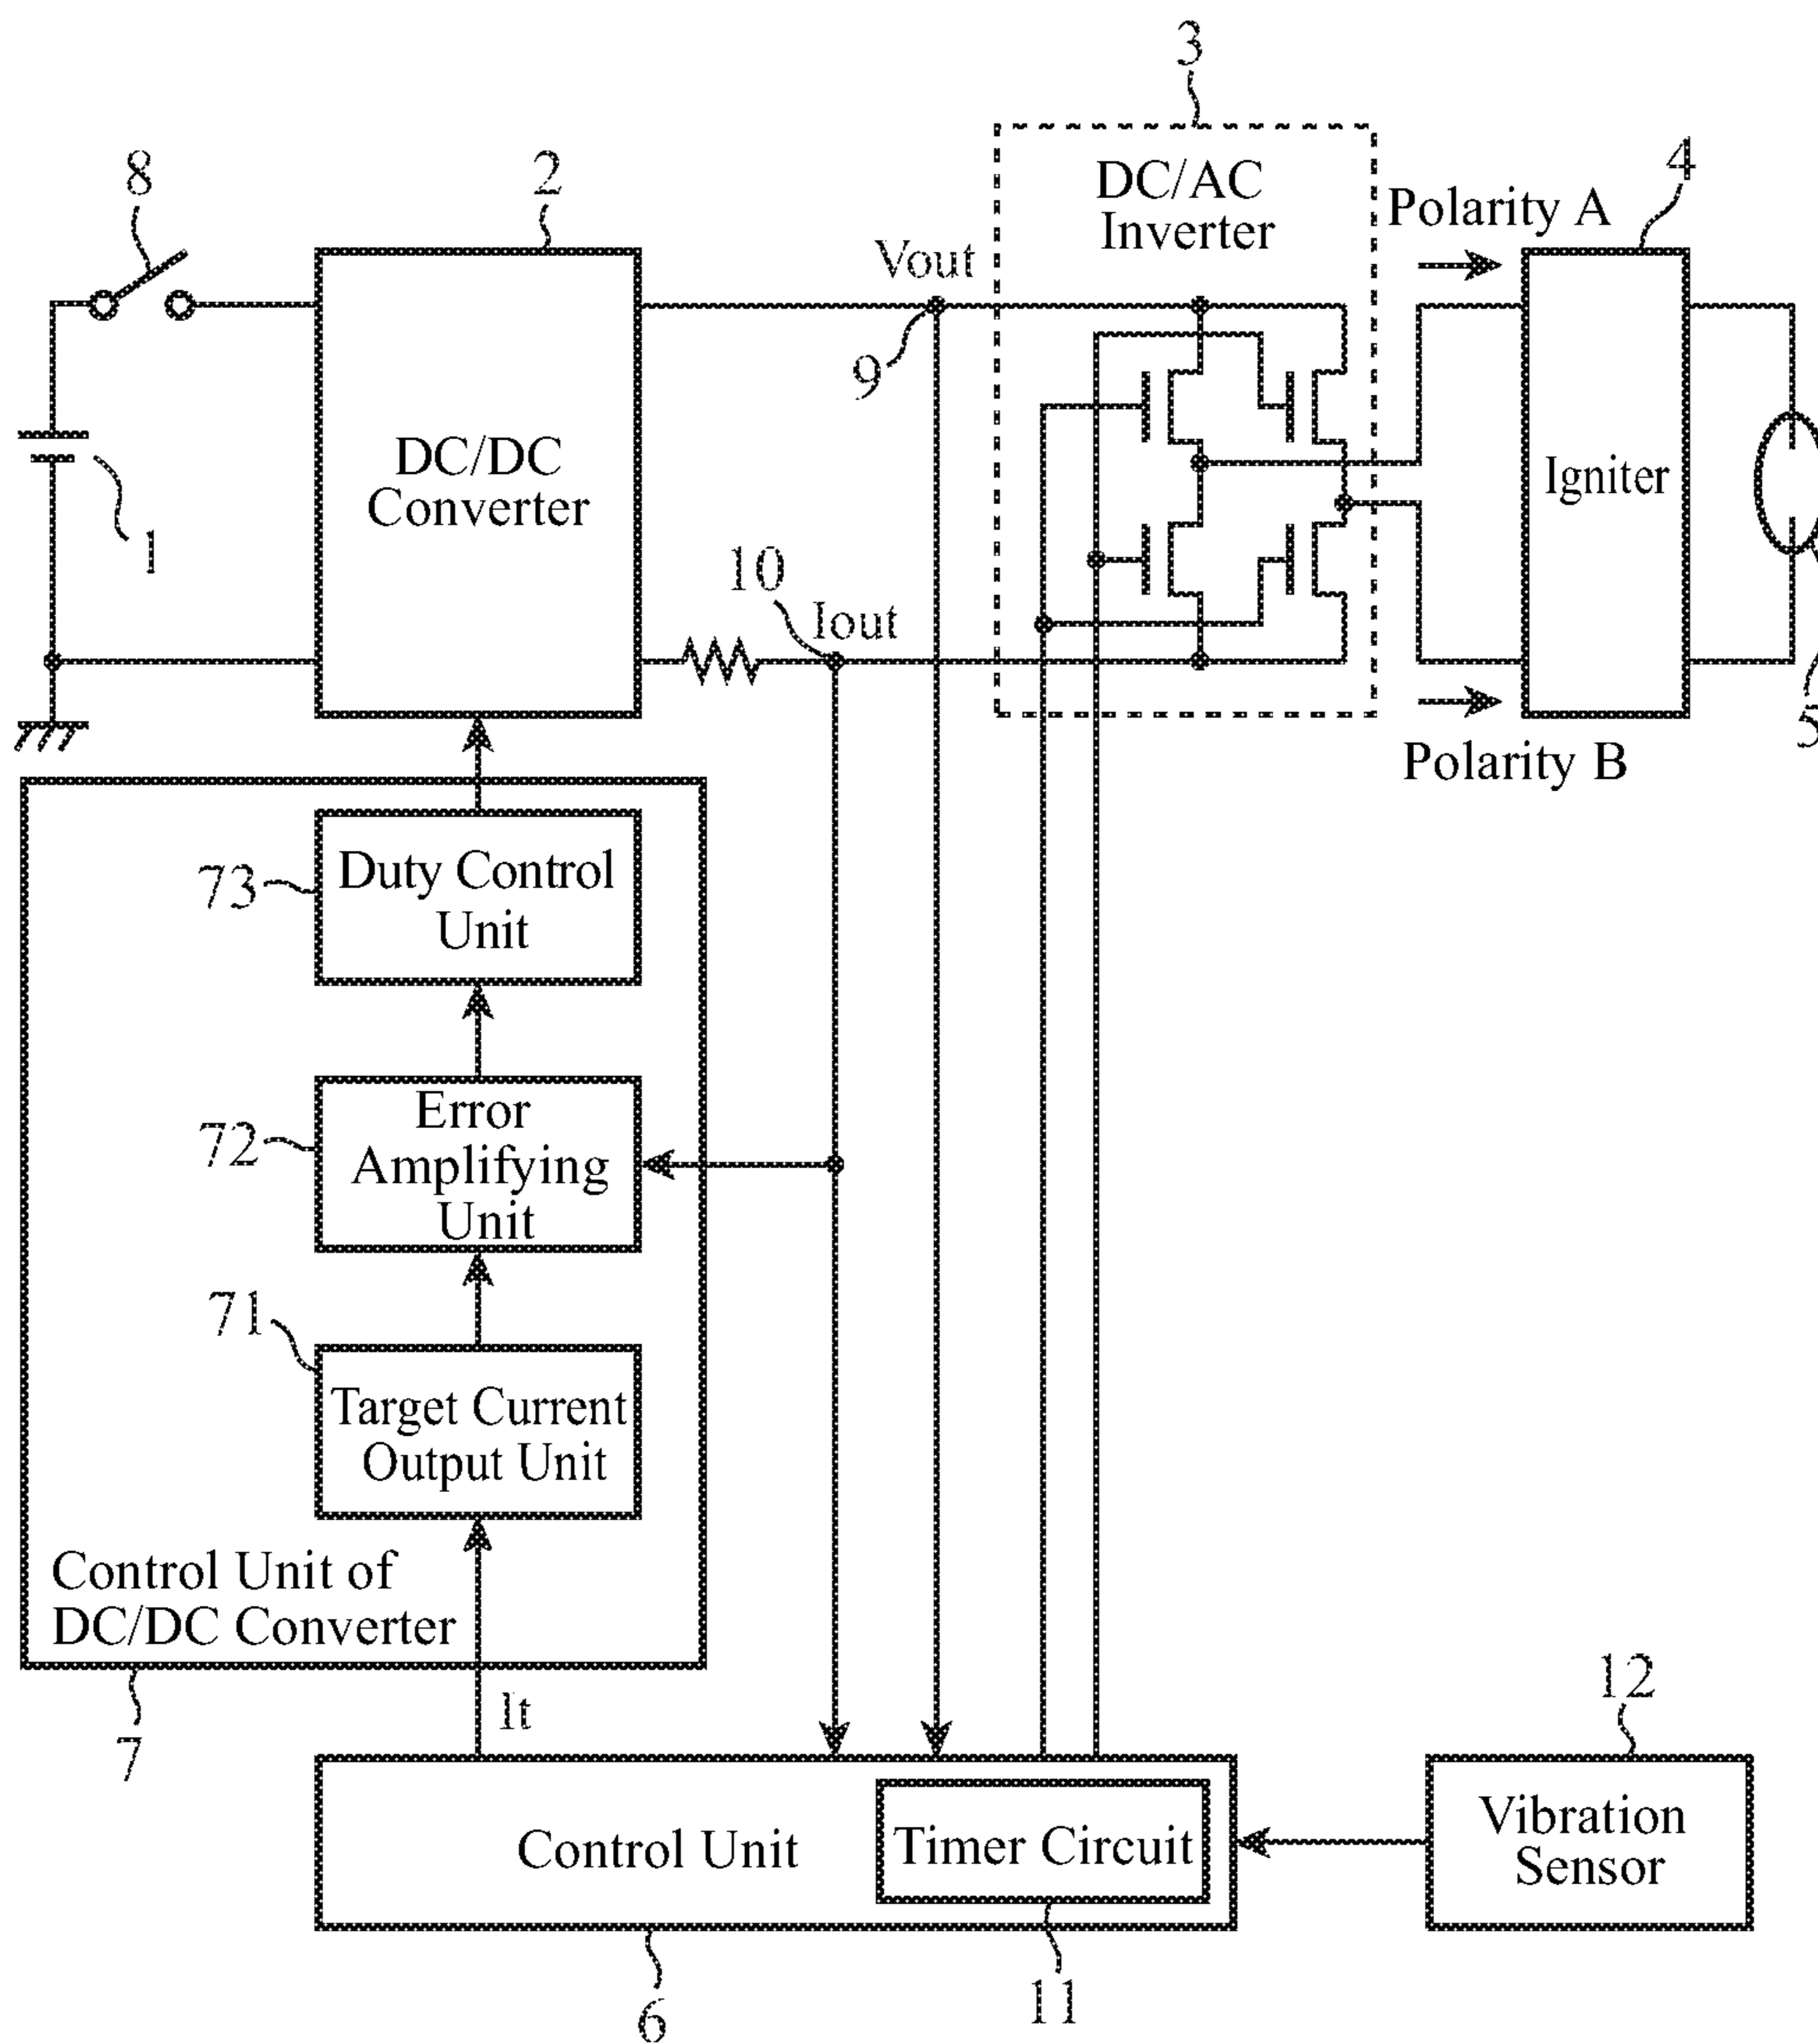 3
8
2
4
DC/AC
Inverter
Polarity A
Vout
9
DC/DC
Converter
Igniter
1
10
Iout
5
Polarity B
73
Duty Control
Unit
72
Error
Amplifying
Unit
71
Target Current
Output Unit
Control Unit of
DC/DC Converter
7
It
12
Control Unit
Timer Circuit
Vibration
Sensor
6
11